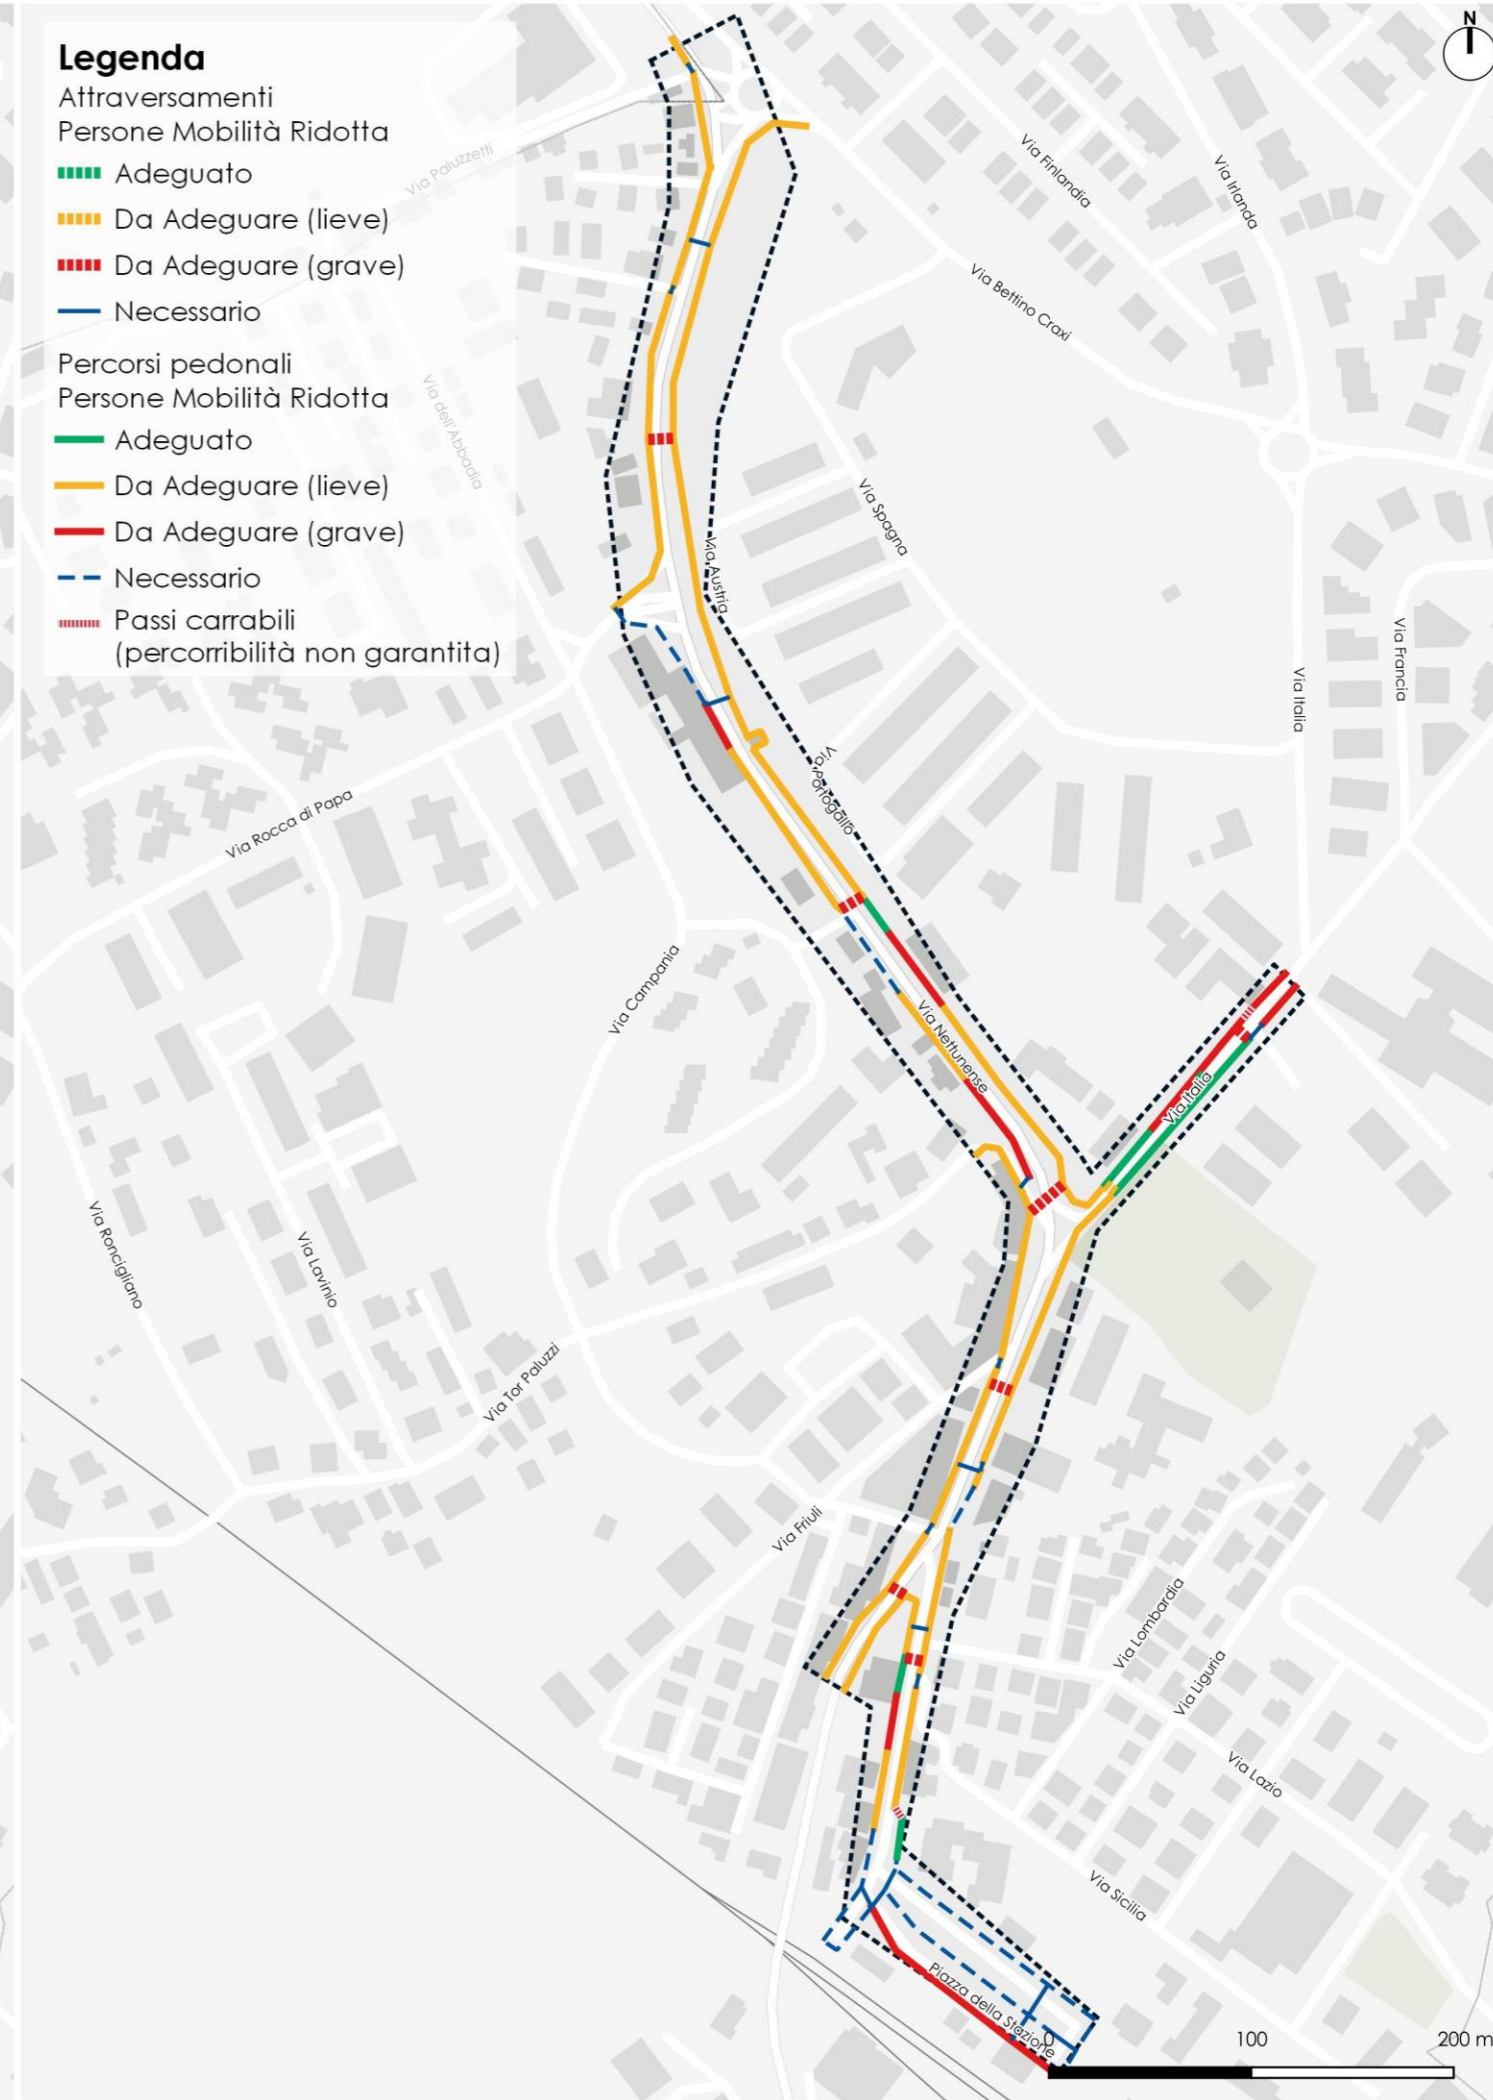 Legenda
Attraversamenti
Persone Mobilità Ridotta
Adeguato
Da Adeguare (lieve)
Da Adeguare (grave)
Necessario
Percorsi pedonali
Persone Mobilità Ridotta
Adeguato
Da Adeguare (lieve)
Da Adeguare (grave)
Necessario
Passi carrabili
(percorribilità non garantita)
N
Via Paluzzetti
Via Finlandia
Via Irlanda
Via Bettino Craxi
Via dell'Abbadia
Via Spagna
Via Austria
Via Francia
Via Italia
Via
Portogallo
Via Rocca di Papa
Via Campania
Via Nettunense
Via Italia
Via Roncigliano
Via Lavinio
Via Tor Paluzzi
Via Friuli
Via Lombardia
Via Liguria
Via Lazio
Via Sicilia
Piazza della Stazione
0
100
200 m